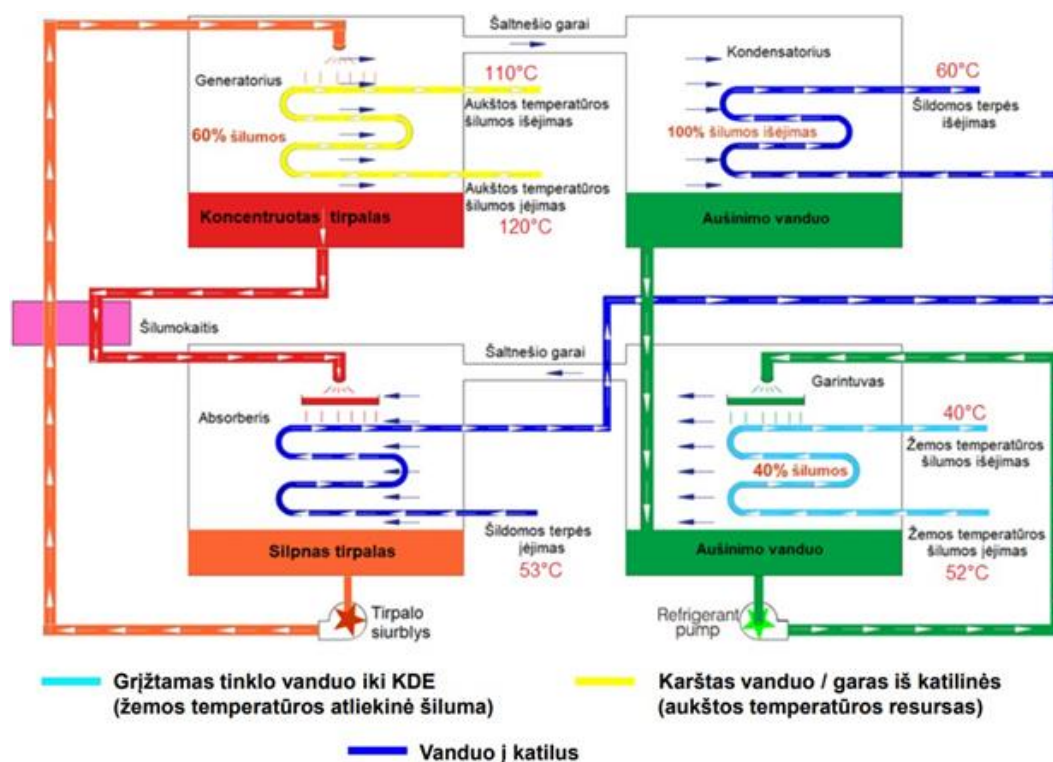 Šaltnešio garai
Kondensatorius
Generatorius
110°C
60°C
Aukštos temperatūros
šilumos išėjimas
Šildomos terpės
išėjimas
60% šilumos
100% šilumos išėjimas
Aukštos temperatūros
šilumos įėjimas
120°C
Koncentruotas tirpalas
Aušinimo vanduo
Šilumokaitis
Šaltnešio garai
Garintuvas
Absorberis
40°C
Žemos temperatūros
šilumos išėjimas
40% šilumos
Šildomos terpės
įėjimas
53°C
Žemos temperatūros
šilumos įėjimas
52°C
Silpnas tirpalas
Aušinimo vanduo
Tirpalo
siurblys
Refrigerant
pump
Grįžtamas tinklo vanduo iki KDE
(žemos temperatūros atliekinė šiluma)
Karštas vanduo / garas iš katilinės
(aukštos temperatūros resursas)
Vanduo į katilus